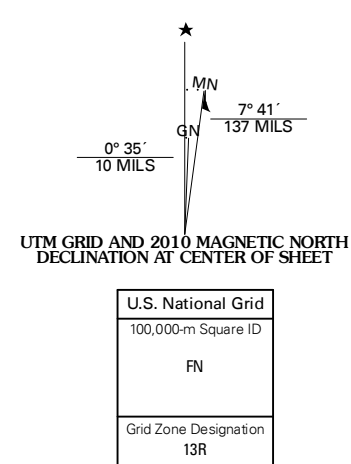 ★
MN
7° 41´
137 MILS
GN
0° 35´
10 MILS
UTM GRID AND 2010 MAGNETIC NORTH
DECLINATION AT CENTER OF SHEET
U.S. National Grid
100,000-m Square ID
FN
Grid Zone Designation
13R